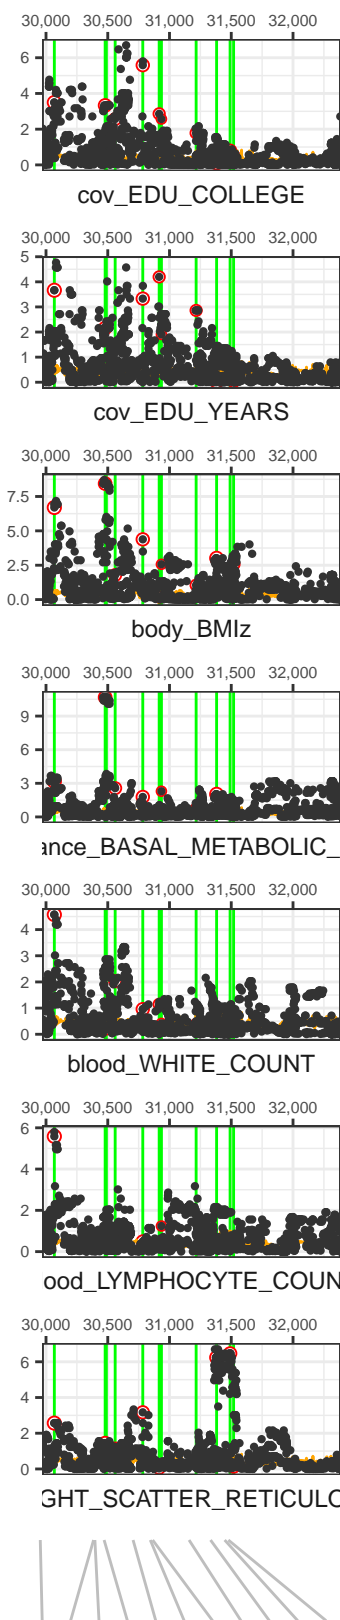 30,000 30,500 31,000 31,500 32,000
6
4
2
0
cov_EDU_COLLEGE
30,000 30,500 31,000 31,500 32,000
5
4
3
2
1
0
cov_EDU_YEARS
30,000 30,500 31,000 31,500 32,000
7.5
5.0
2.5
0.0
body_BMIz
30,000 30,500 31,000 31,500 32,000
9
6
3
0
ance_BASAL_METABOLIC_
30,000 30,500 31,000 31,500 32,000
4
3
2
1
0
blood_WHITE_COUNT
30,000 30,500 31,000 31,500 32,000
6
4
2
0
ood_LYMPHOCYTE_COUN
30,000 30,500 31,000 31,500 32,000
6
4
2
0
GHT_SCATTER_RETICULO